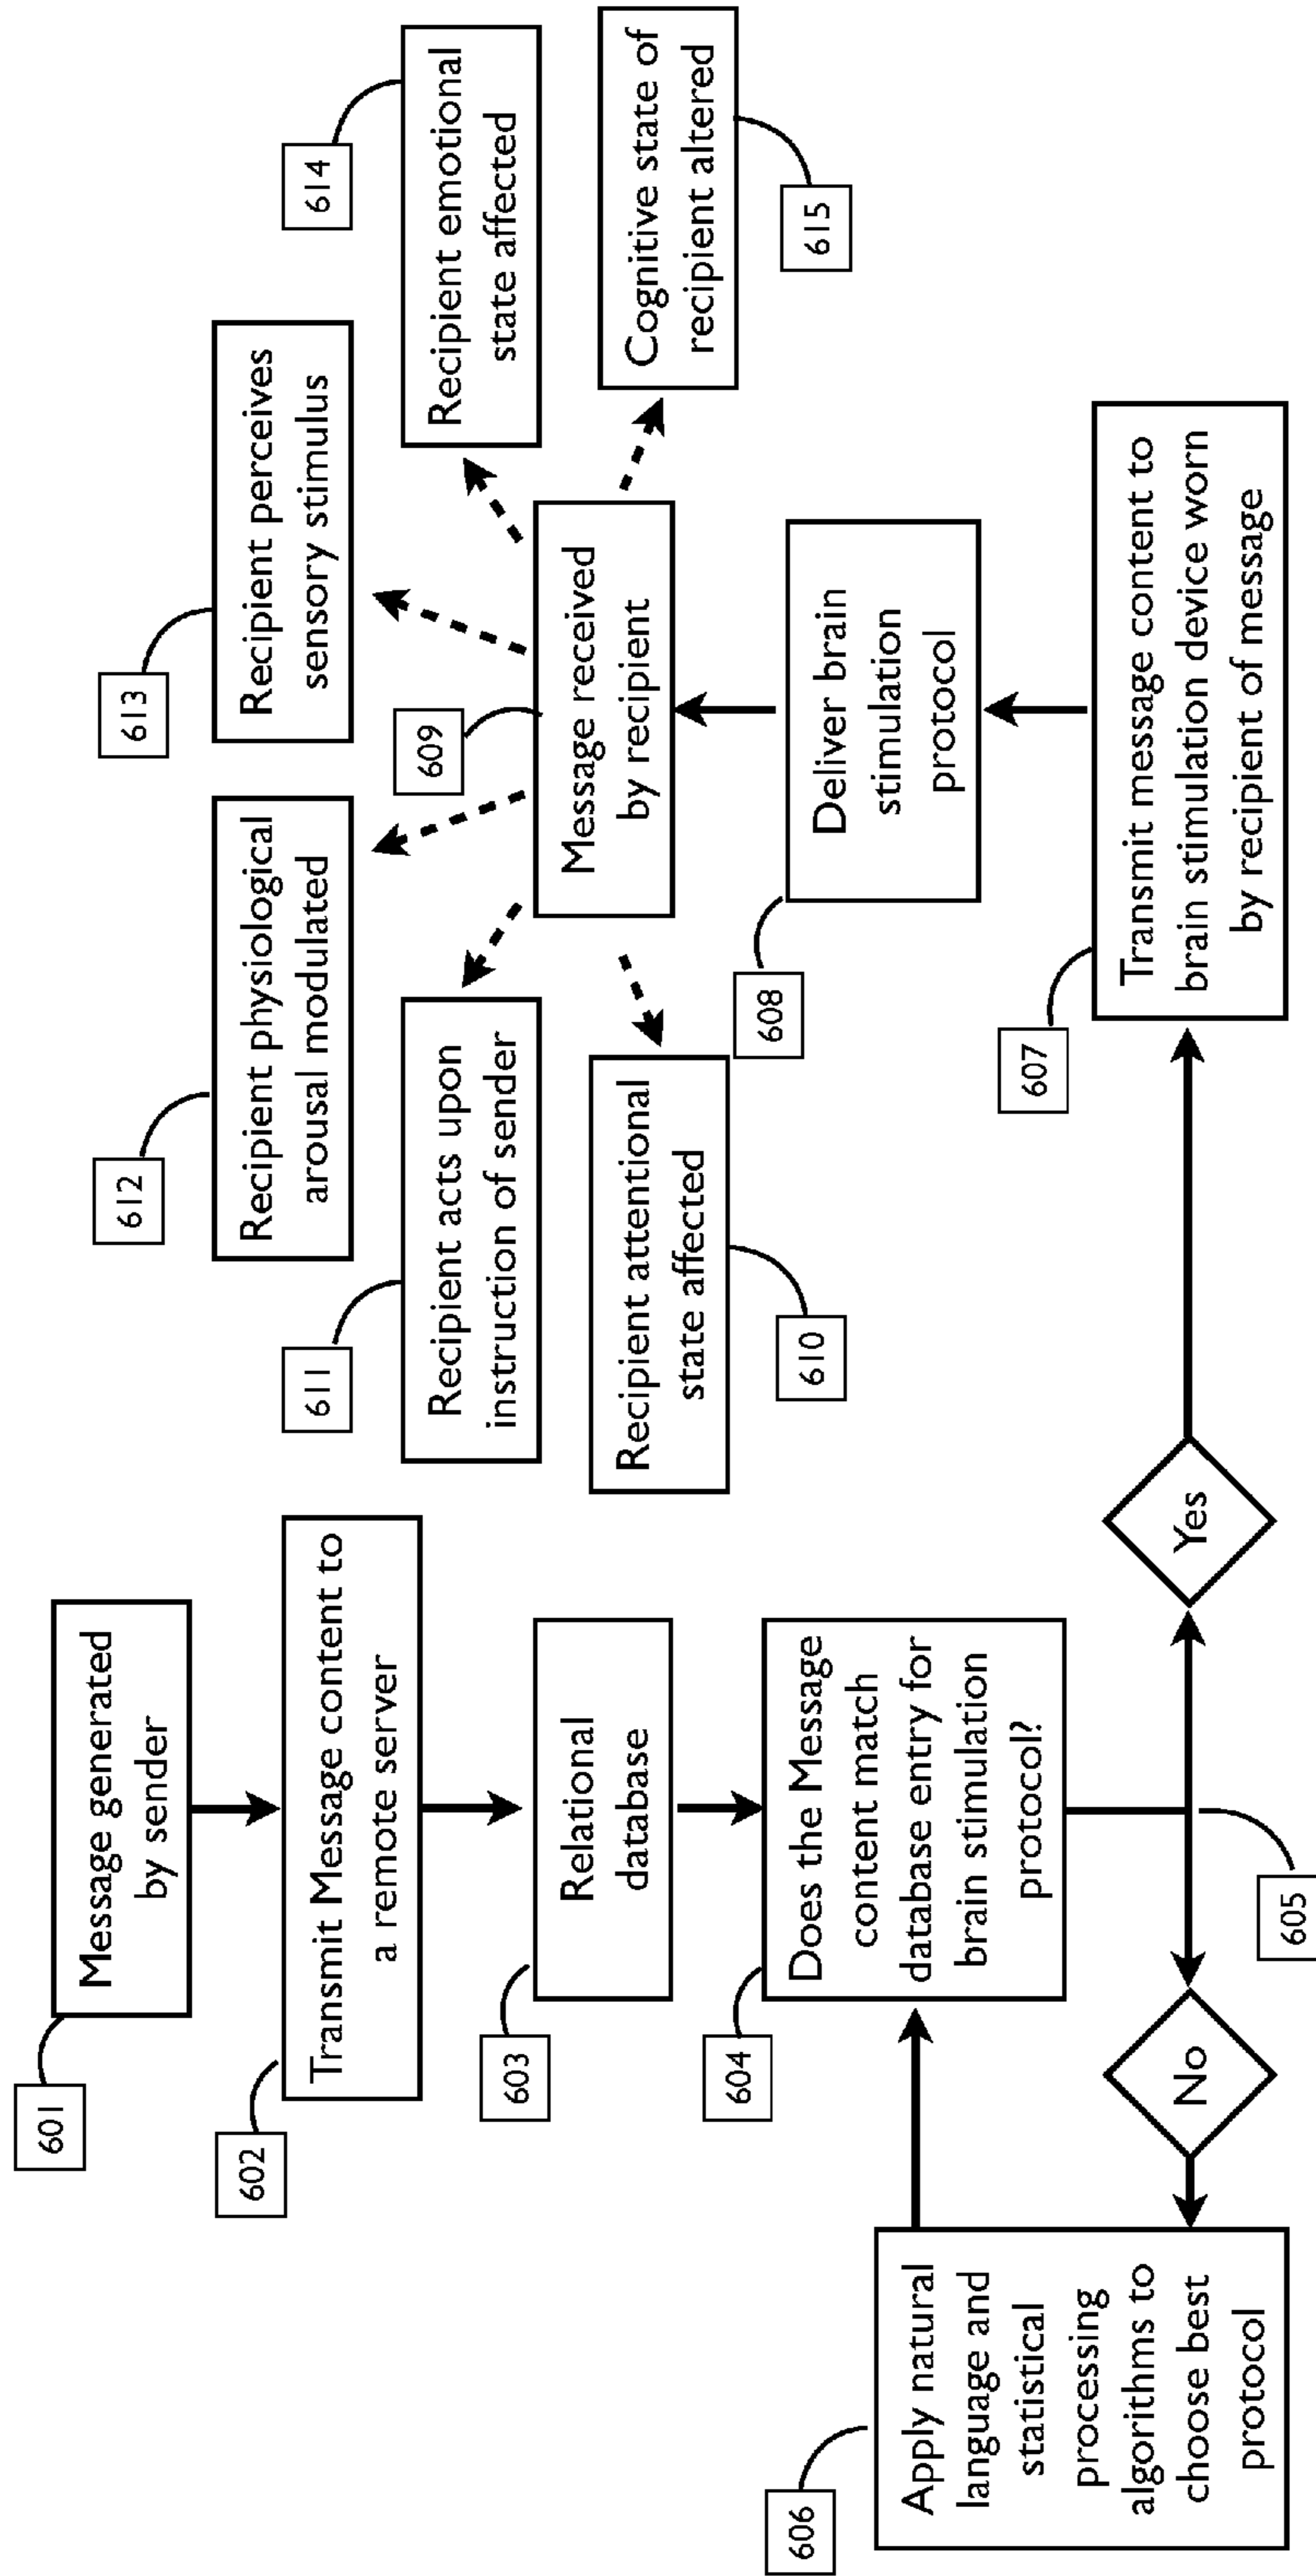 601
Message generated
by sender
602
Transmit Message content to
a remote server
603
Relational
database
604
Does the Message
content match
database entry for
brain stimulation
protocol?
605
No
Yes
606
Apply natural
language and
statistical
processing
algorithms to
choose best
protocol
607
Transmit message content to
brain stimulation device worn
by recipient of message
608
Deliver brain
stimulation
protocol
609
Message received
by recipient
610
Recipient attentional
state affected
611
Recipient acts upon
instruction of sender
612
Recipient physiological
arousal modulated
613
Recipient perceives
sensory stimulus
614
Recipient emotional
state affected
615
Cognitive state of
recipient altered